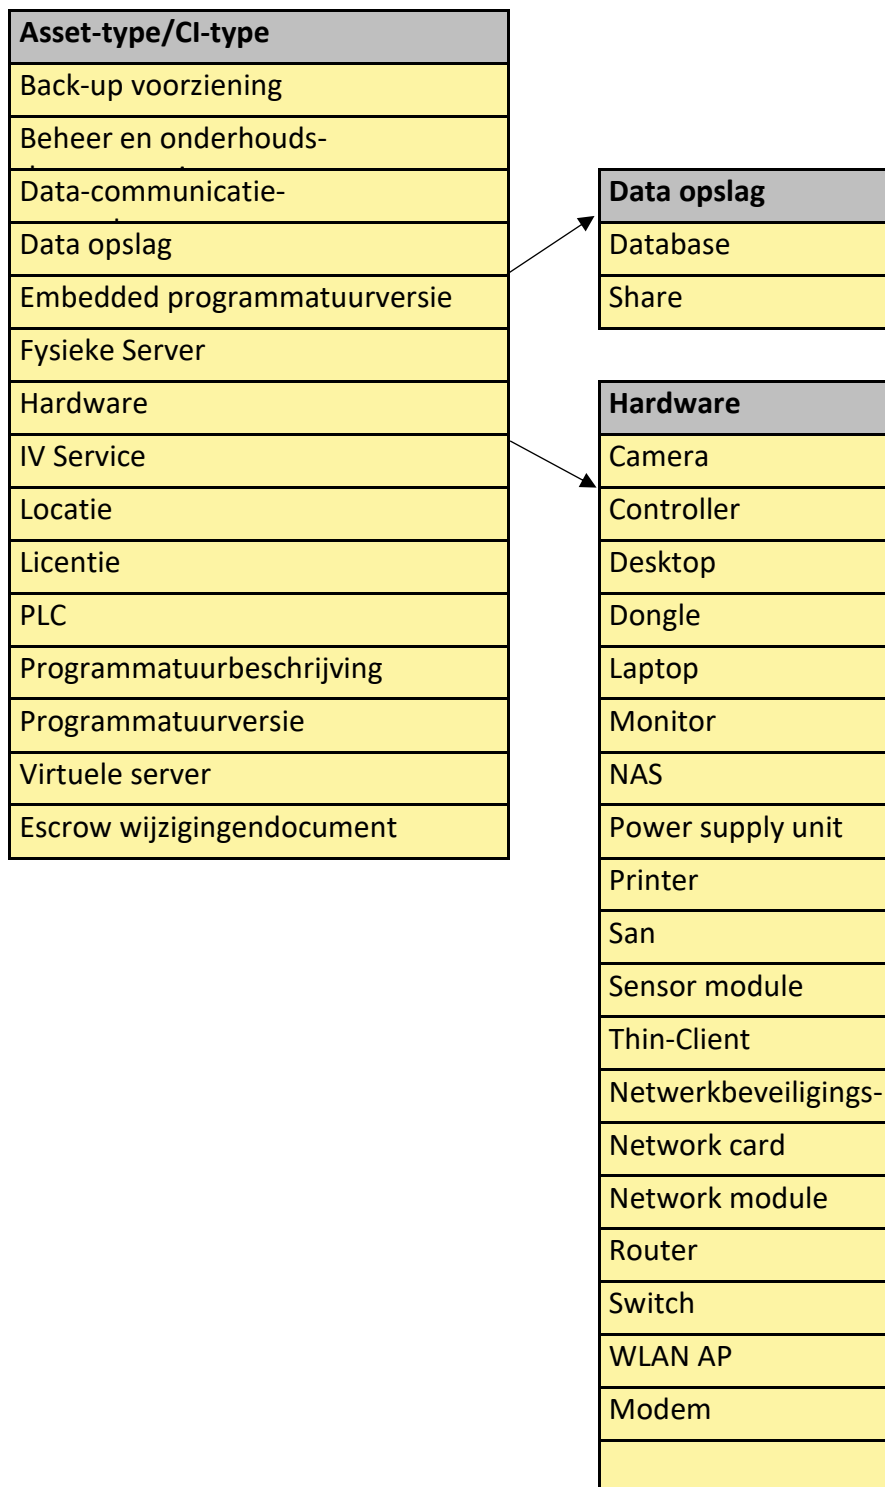 Asset-type/CI-type
Back-up voorziening
Beheer en onderhouds-
Data-communicatie-
Data opslag
Embedded programmatuurversie
Fysieke Server
Hardware
IV Service
Locatie
Licentie
PLC
Programmatuurbeschrijving
Programmatuurversie
Virtuele server
Escrow wijzigingendocument
Data opslag
Database
Share
Hardware
Camera
Controller
Desktop
Dongle
Laptop
Monitor
NAS
Power supply unit
Printer
San
Sensor module
Thin-Client
Netwerkbeveiligings-
Network card
Network module
Router
Switch
WLAN AP
Modem